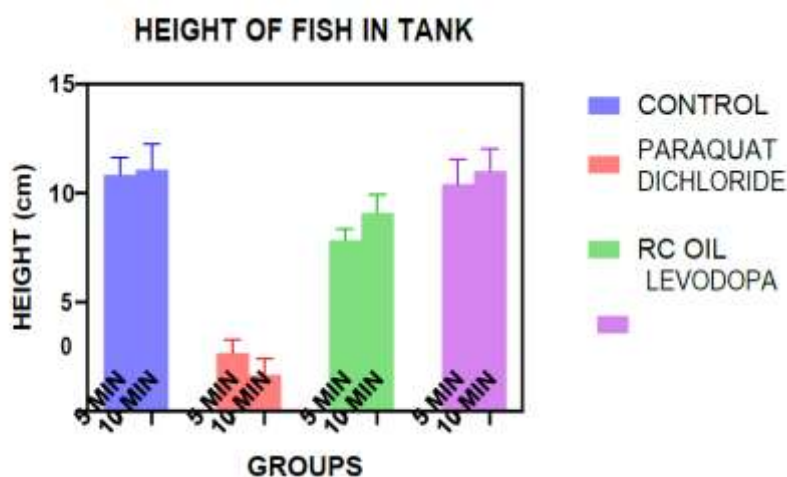 HEIGHT OF FISH IN TANK
HEIGHT (cm)
15
10
5
0
5 MIN
10 MIN
5 MIN
10 MIN
5 MIN
10 MIN
5 MIN
10 MIN
GROUPS
CONTROL
PARAQUAT
DICHLORIDE
RC OIL
LEVODOPA